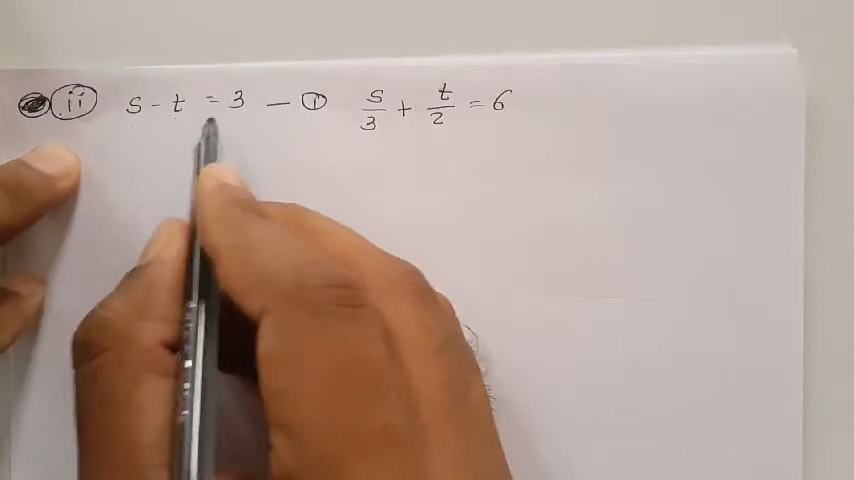 (ii) s - t = 3 — ① s/3 + t/2 = 6